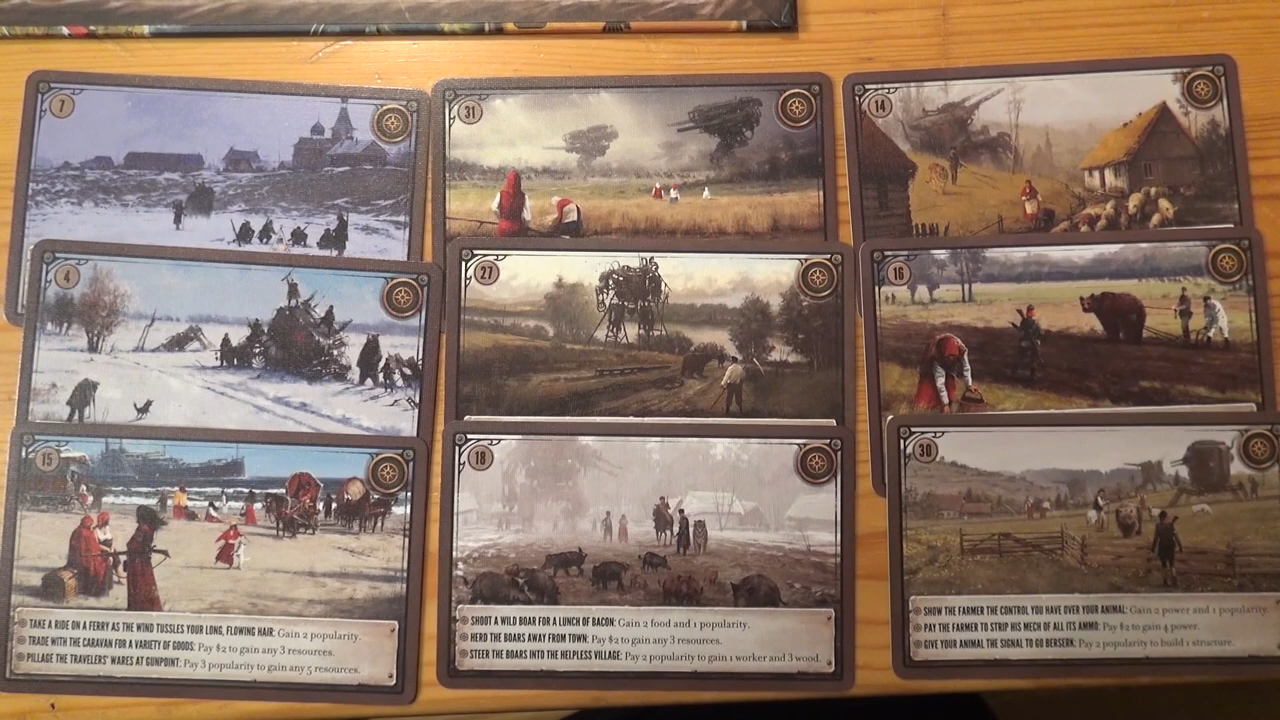 7
31
14
4
27
16
15
TAKE A RIDE ON A FERRY AS THE WIND TUSSLES YOUR LONG, FLOWING HAIR: Gain 2 popularity.
TRADE WITH THE CARAVAN FOR A VARIETY OF GOODS: Pay $2 to gain any 3 resources.
PILLAGE THE TRAVELERS' WARES AT GUNPOINT: Pay 3 popularity to gain any 5 resources.
18
SHOOT A WILD BOAR FOR A LUNCH OF BACON: Gain 2 food and 1 popularity.
HERD THE BOARS AWAY FROM TOWN: Pay $2 to gain any 3 resources.
STEER THE BOARS INTO THE HELPLESS VILLAGE: Pay 2 popularity to gain 1 worker and 3 wood.
30
SHOW THE FARMER THE CONTROL YOU HAVE OVER YOUR ANIMAL: Gain 2 power and 1 popularity.
PAY THE FARMER TO STRIP HIS MECH OF ALL ITS AMMO: Pay $2 to gain 4 power.
GIVE YOUR ANIMAL THE SIGNAL TO GO BERSERK: Pay 2 popularity to build 1 structure.